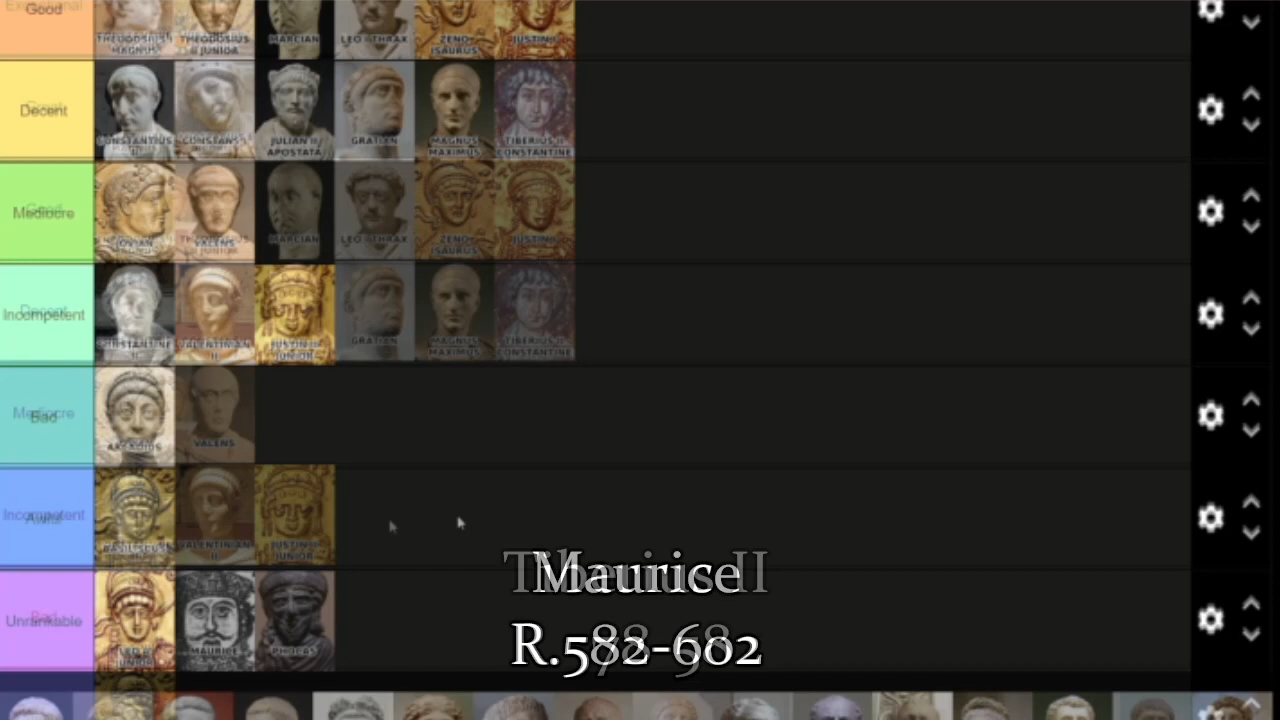 Good
THEODOSIUS MAGNUS
THEODOSIUS II JUNIOR
MARCIAN
LEO I THRAX
ZENO ISAURUS
JUSTIN I
Decent
CONSTANTIUS II
CONSTANS
JULIAN II APOSTATA
GRATIAN
MAGNUS MAXIMUS
TIBERIUS II CONSTANTINE
Mediocre
JOVIAN
VALENS
MARCIAN
LEO I THRAX
ZENO ISAURUS
JUSTIN I
Incompetent
CONSTANTINE II
VALENTINIAN II
JUSTIN II JUNIOR
GRATIAN
MAGNUS MAXIMUS
TIBERIUS II CONSTANTINE
Bad
Mediocre
ARCADIUS
VALENS
Incompetent
BASILISCUS
VALENTINIAN II
JUSTIN II JUNIOR
Unrankable
LEO II JUNIOR
MAURICE
PHOCAS
Maurice
R.582-602